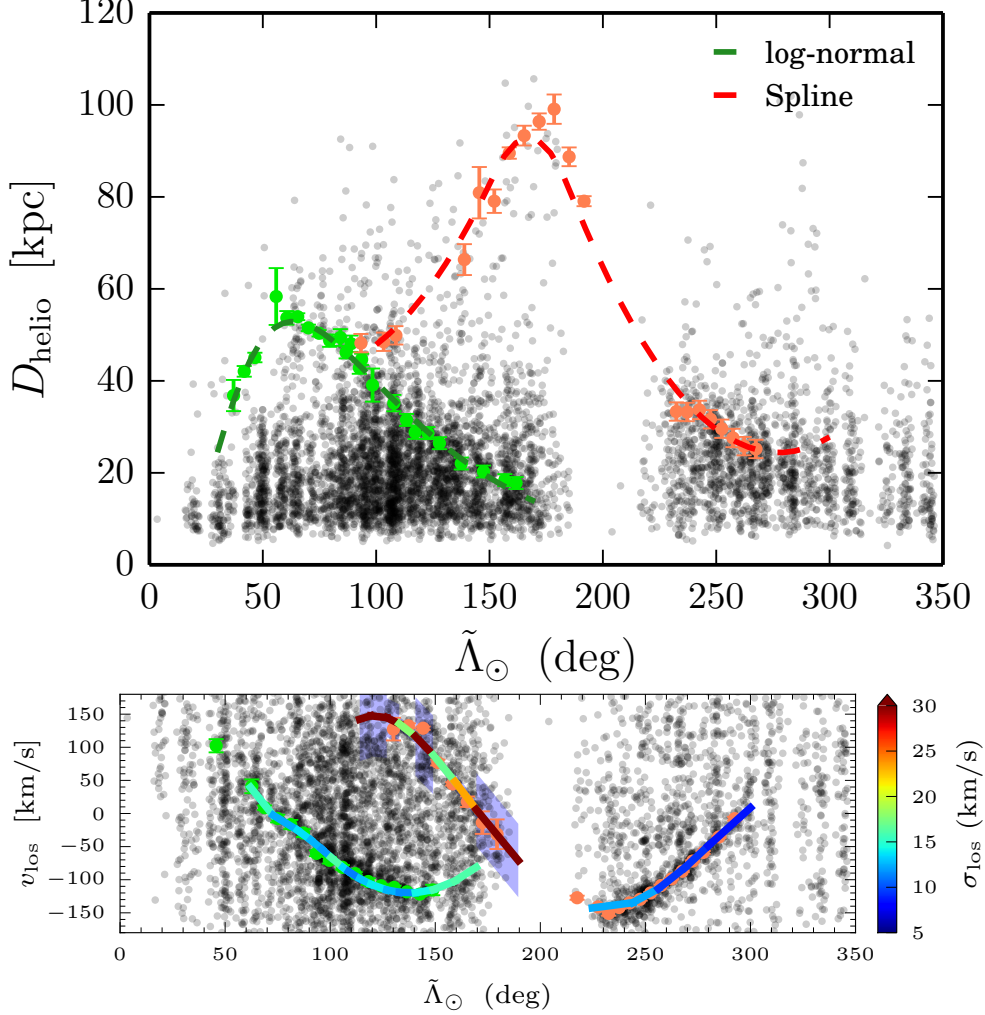 120
100
80
60
40
20
0
D_helio [kpc]
log-normal
Spline
0 50 100 150 200 250 300 350
Λ̃_⊙ (deg)
150
100
50
0
−50
−100
−150
v_los [km/s]
0 50 100 150 200 250 300 350
Λ̃_⊙ (deg)
30
25
20
15
10
5
σ_los (km/s)